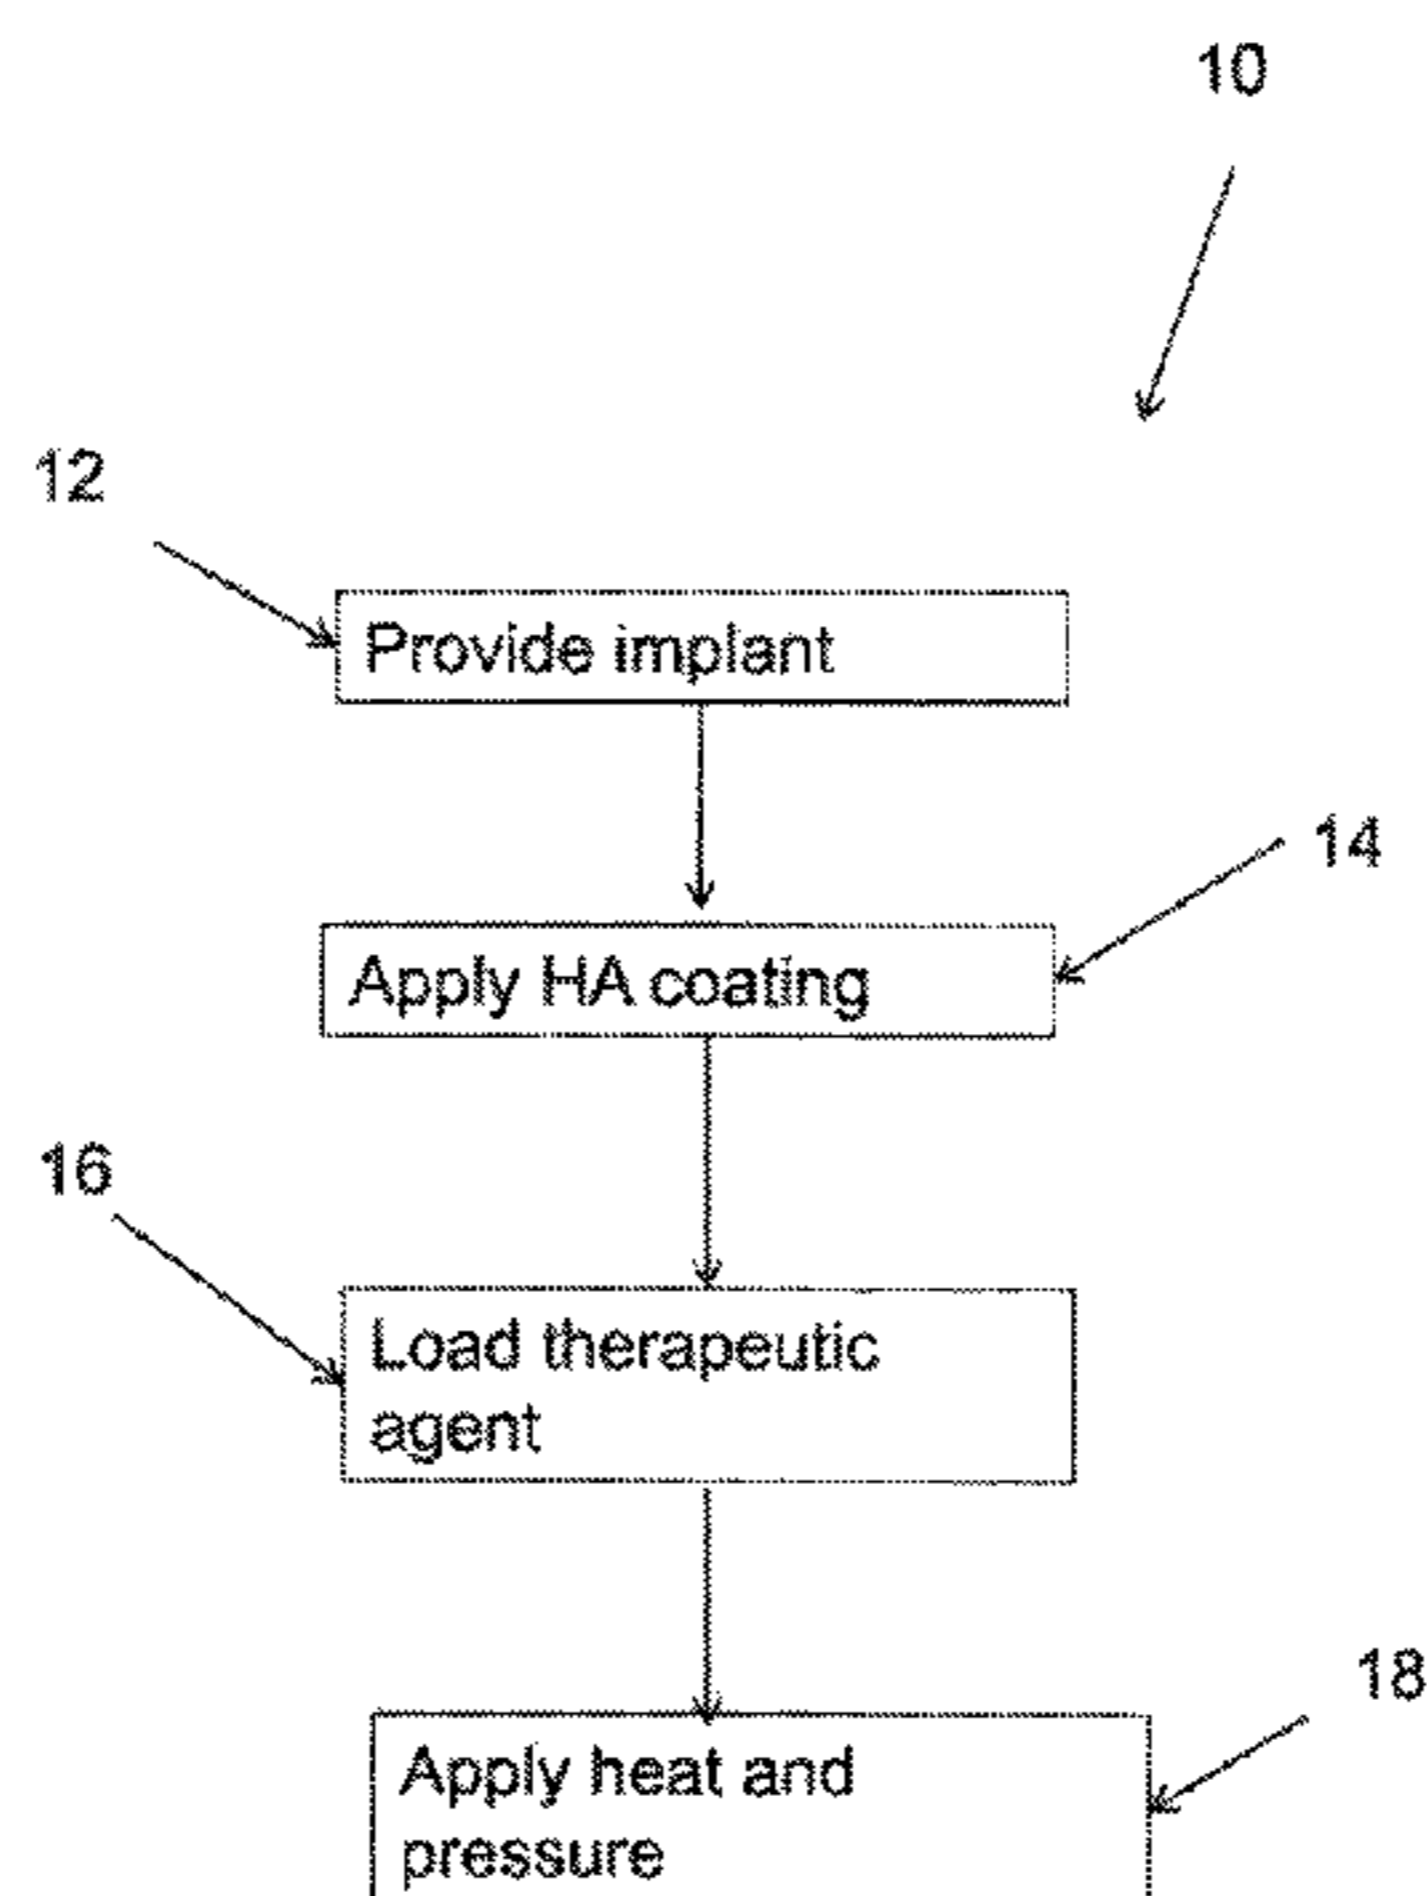 10
12
Provide implant
14
Apply HA coating
16
Load therapeutic
agent
18
Apply heat and
pressure